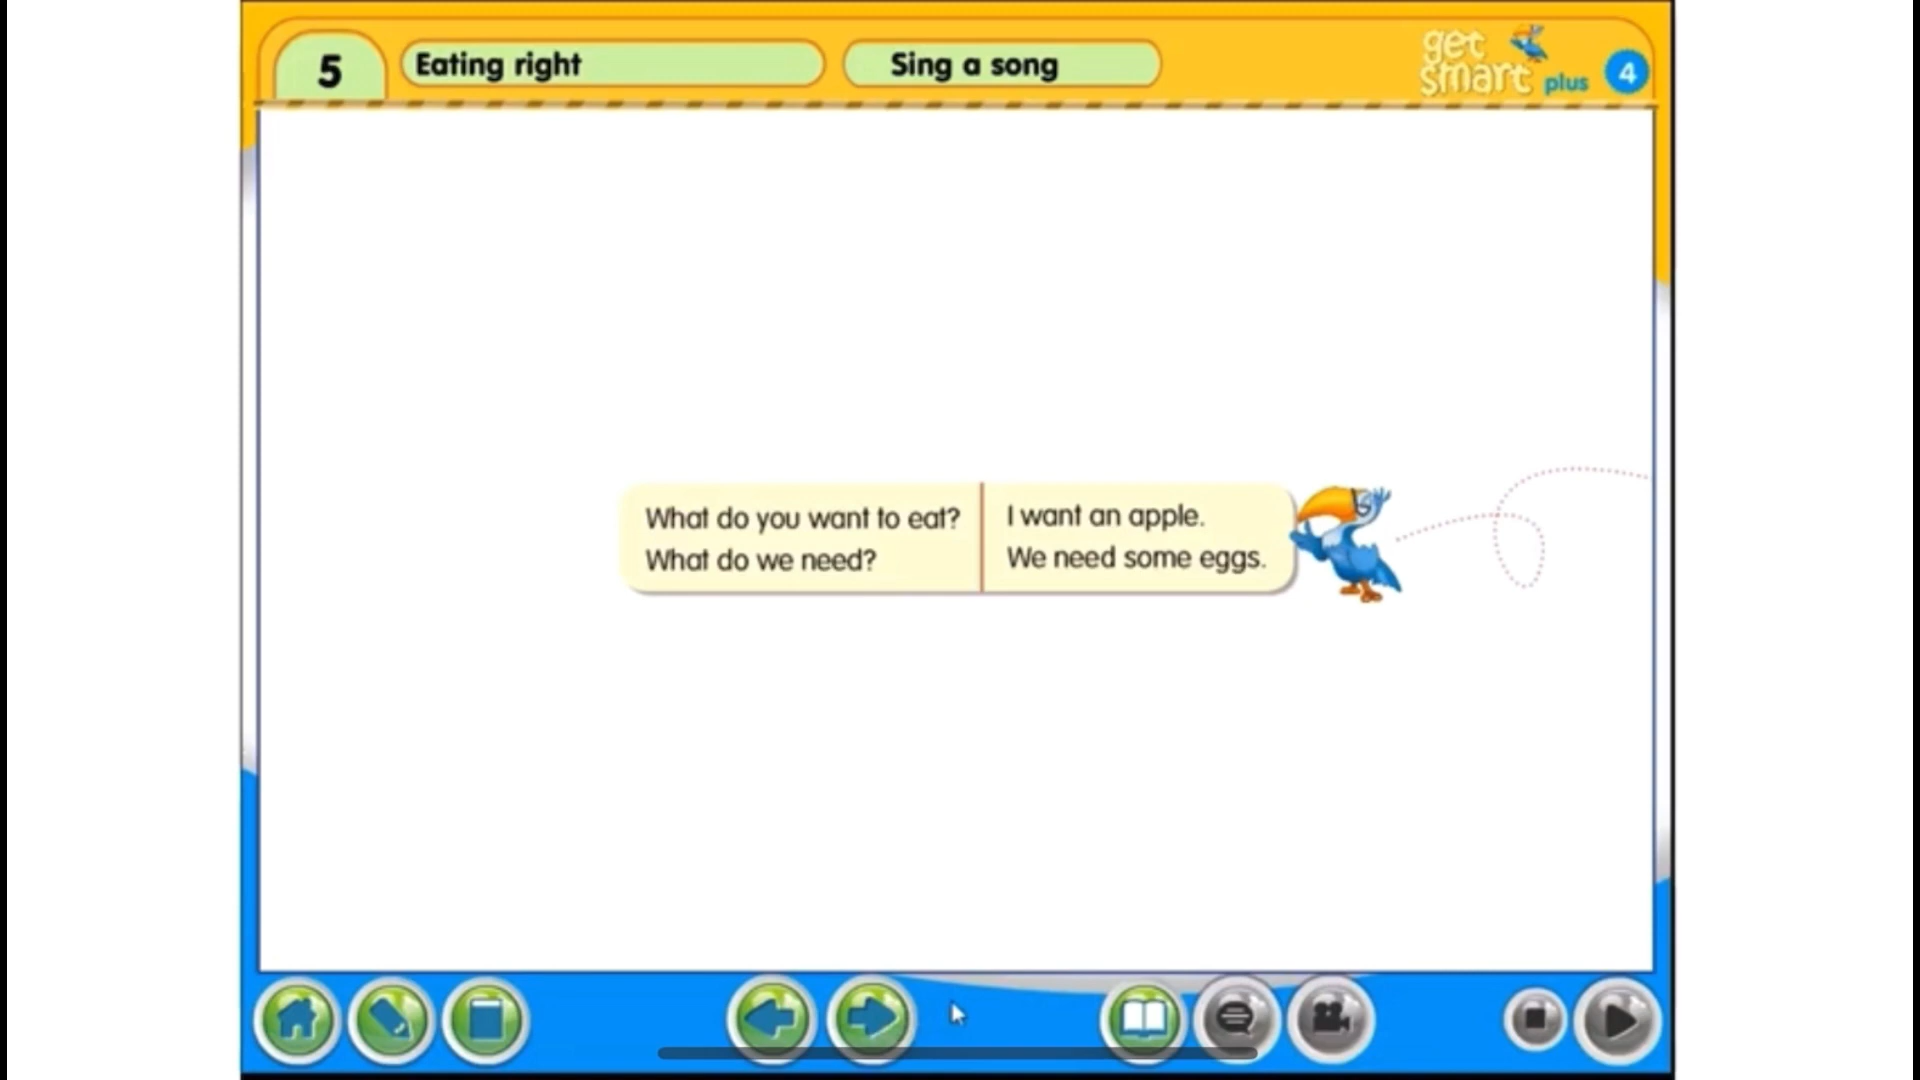 5
Eating right
Sing a song
get
smart plus 4
What do you want to eat?
What do we need?
I want an apple.
We need some eggs.